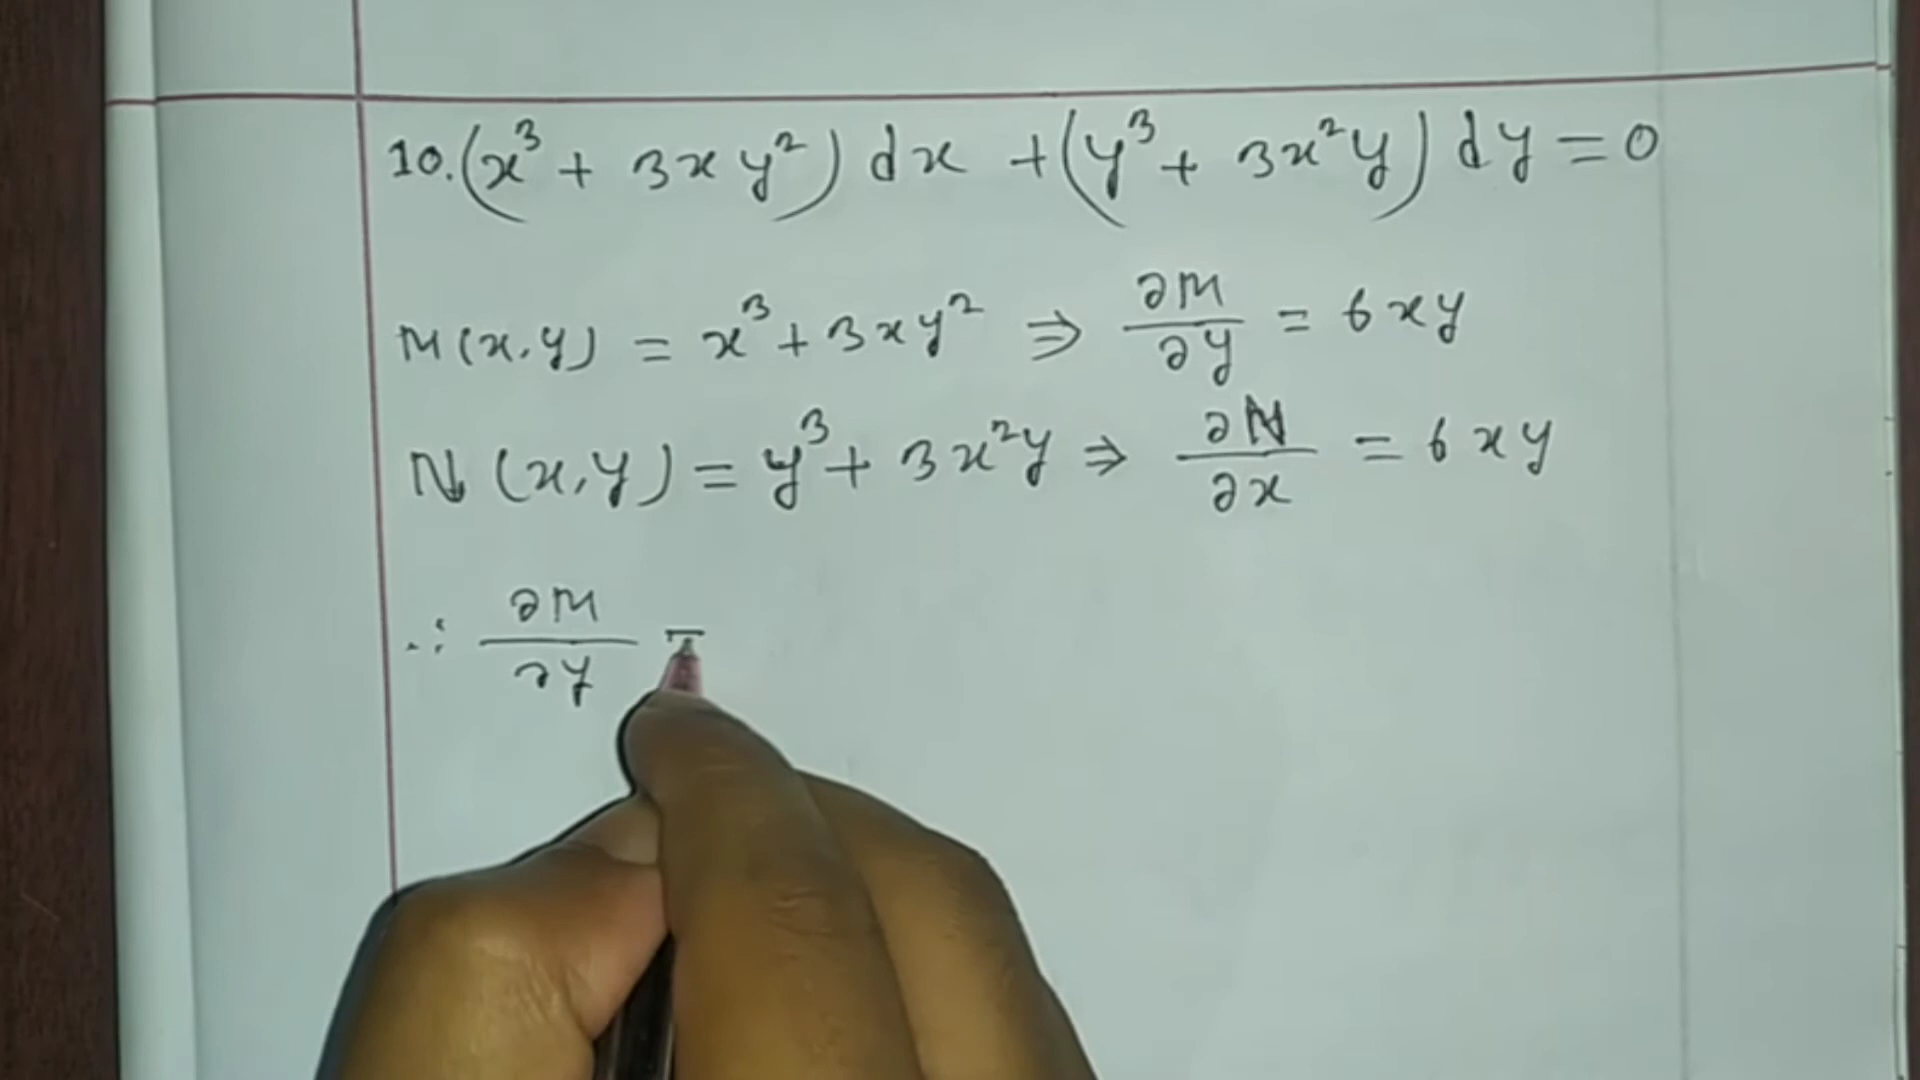 10. (x³ + 3xy²) dx + (y³ + 3x²y) dy = 0
M(x,y) = x³ + 3xy² ⇒ ∂M/∂y = 6xy
N(x,y) = y³ + 3x²y ⇒ ∂N/∂x = 6xy
∴ ∂M/∂y =